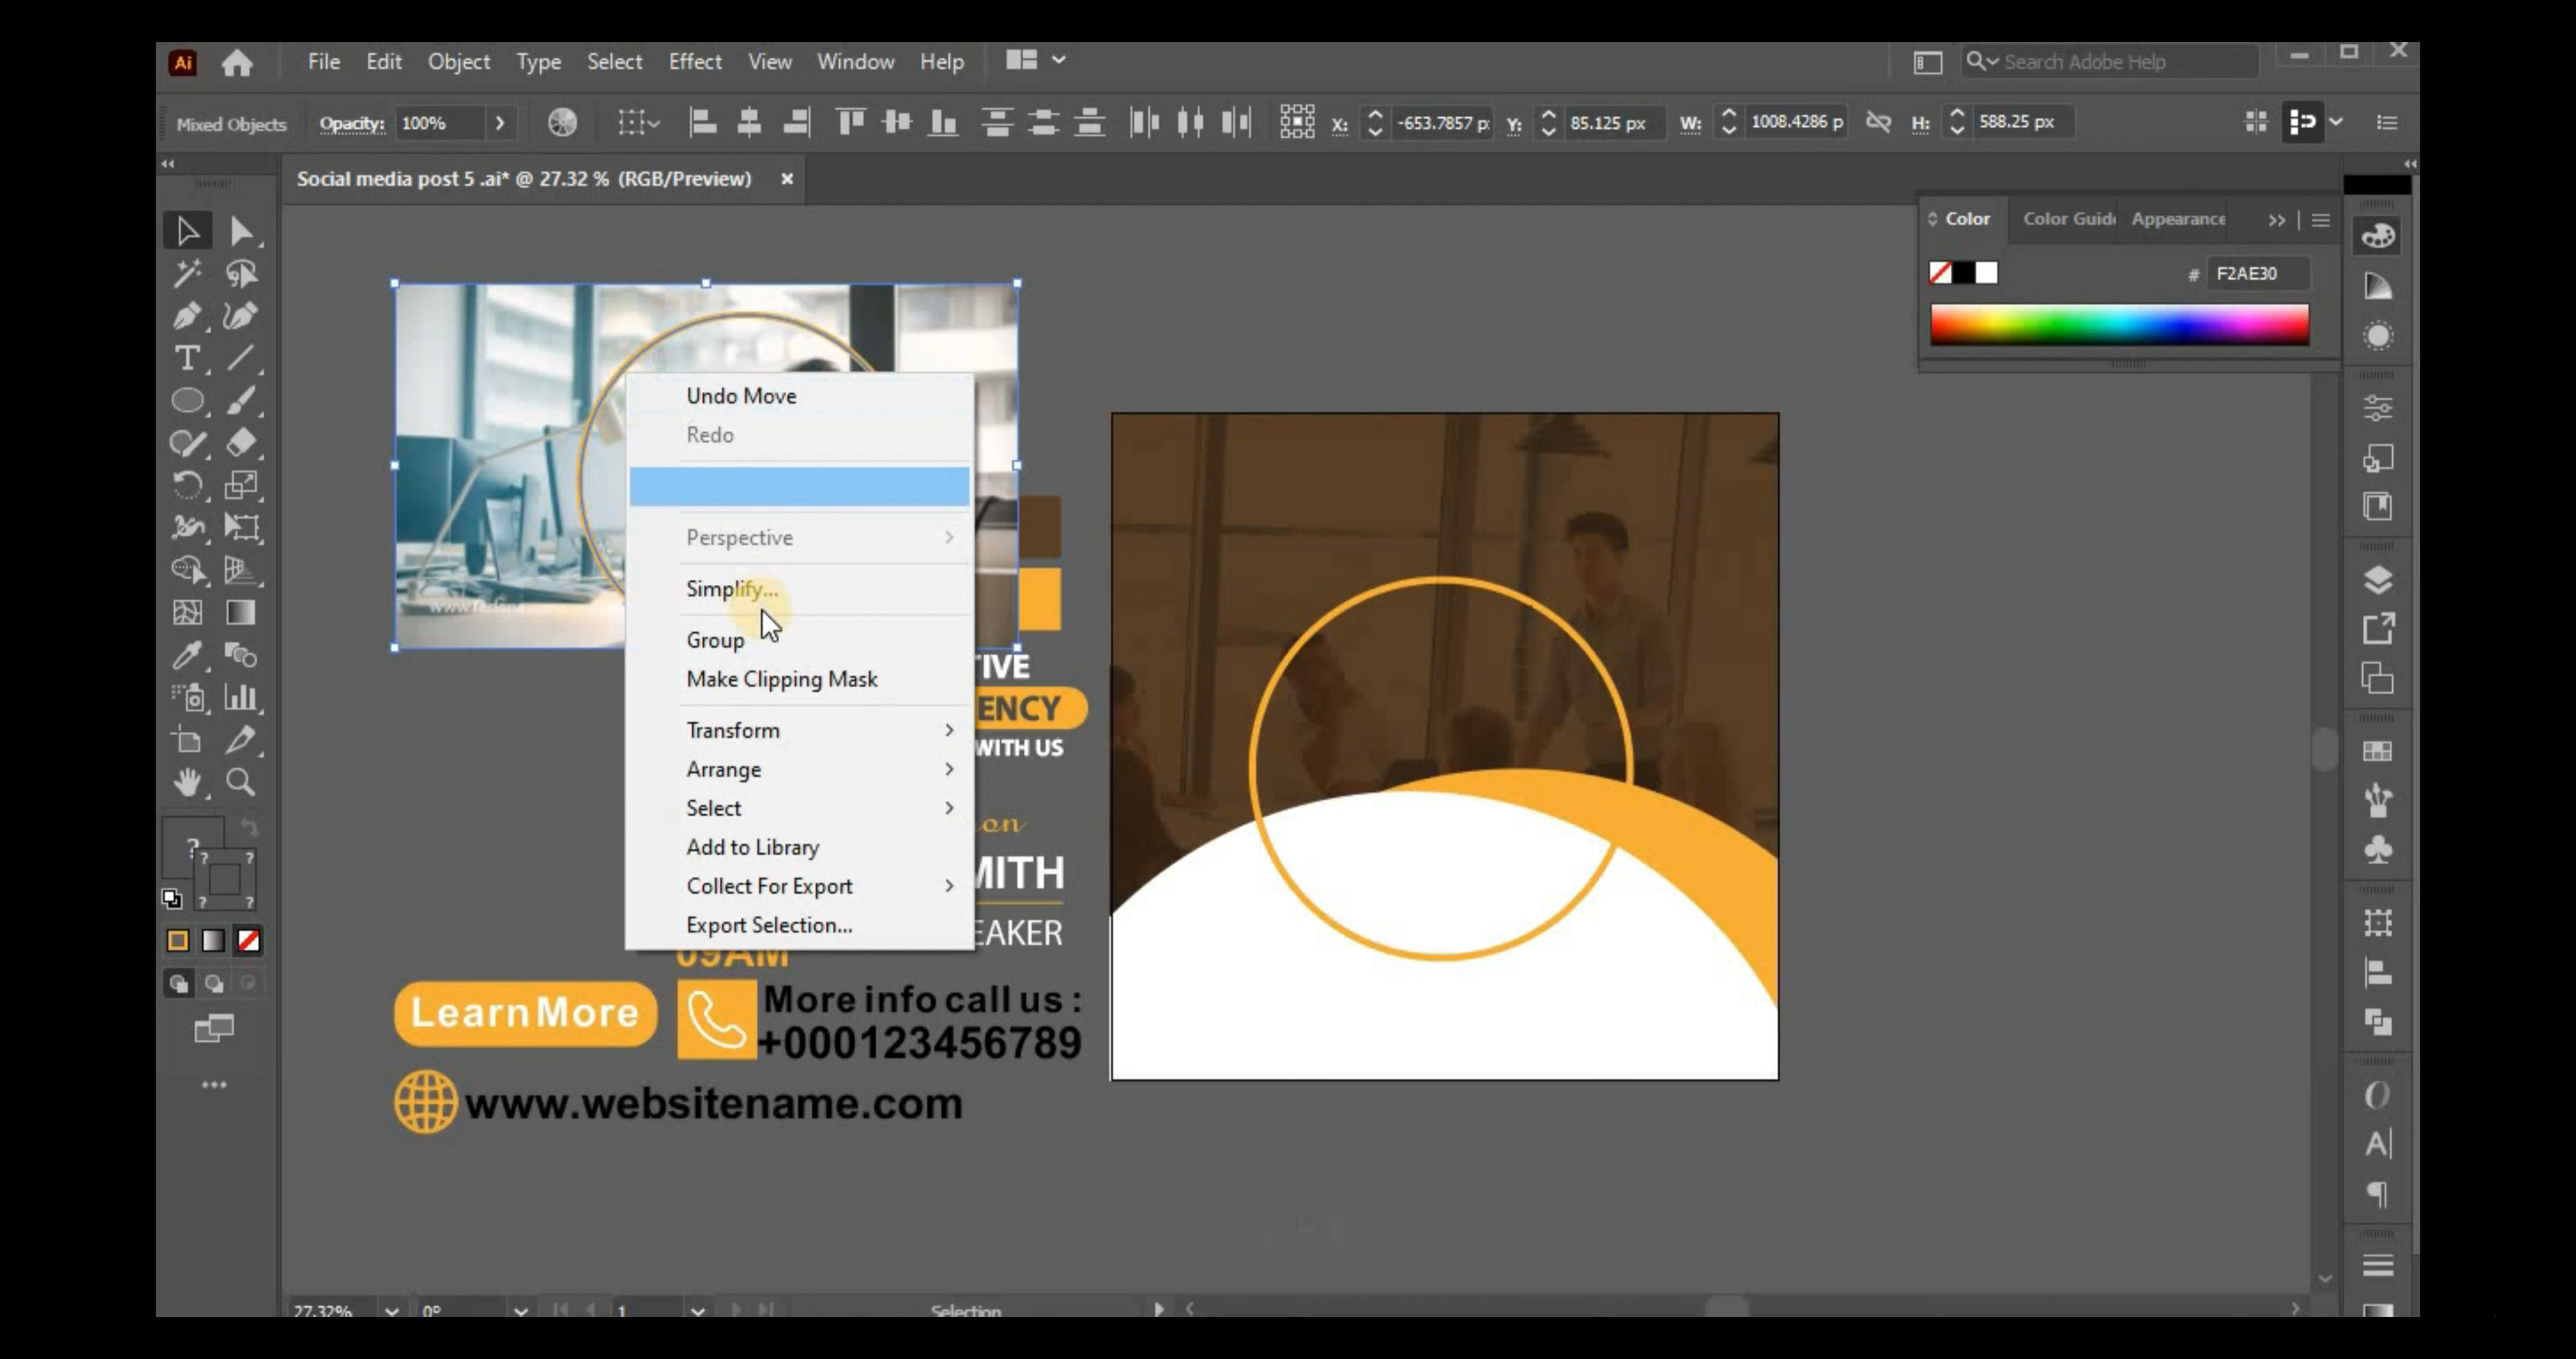 Ai File Edit Object Type Select Effect View Window Help Search Adobe Help
Mixed Objects Opacity: 100% X: -653.7857 p Y: 85.125 px W: 1008.4286 p H: 588.25 px
Social media post 5 .ai* @ 27.32 % (RGB/Preview)
Color Color Guid Appearance
# F2AE30
Undo Move
Redo
Perspective
Simplify...
Group
Make Clipping Mask
Transform
Arrange
Select
Add to Library
Collect For Export
Export Selection...
TIVE
ENCY
WITH US
on
MITH
EAKER
09AM
Learn More
More info call us :
+000123456789
www.websitename.com
27.32% 0° 1 Selection